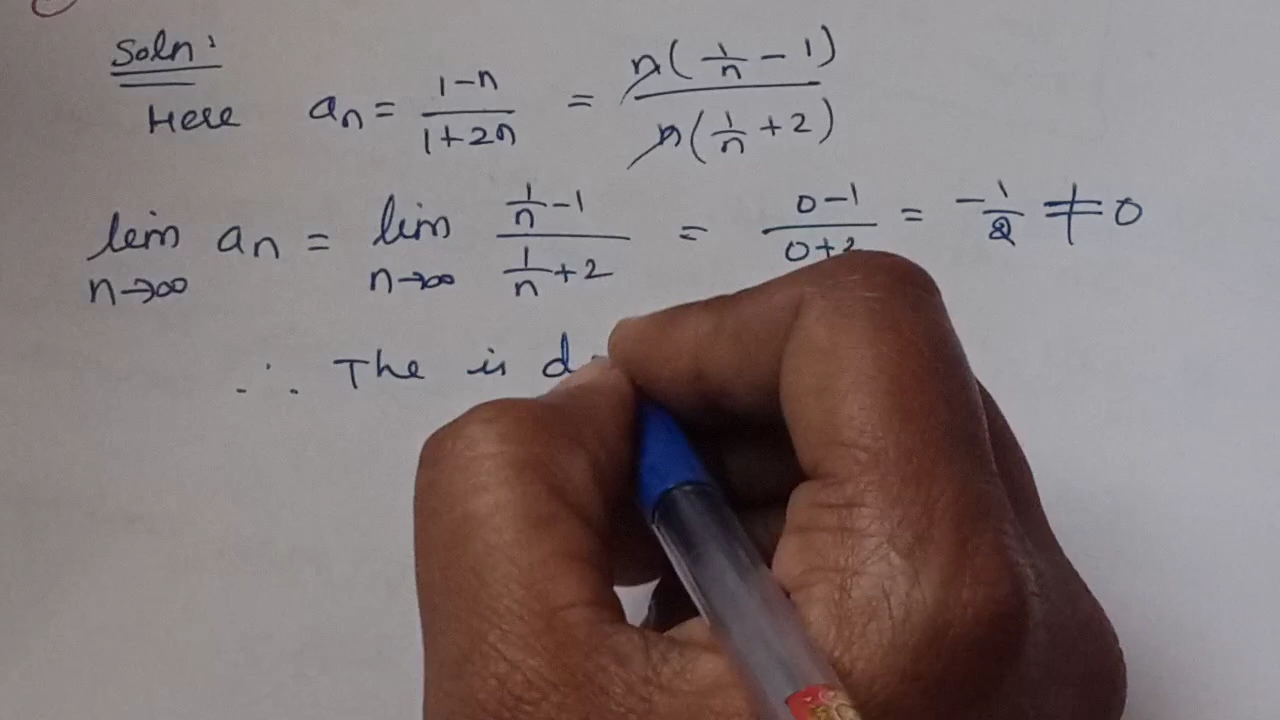 Soln:
Here an = 1-n / 1+2n = n(1/n - 1) / n(1/n + 2)
lim n→∞ an = lim n→∞ (1/n - 1) / (1/n + 2) = 0-1 / 0+2 = -1/2 ≠ 0
∴ The is d